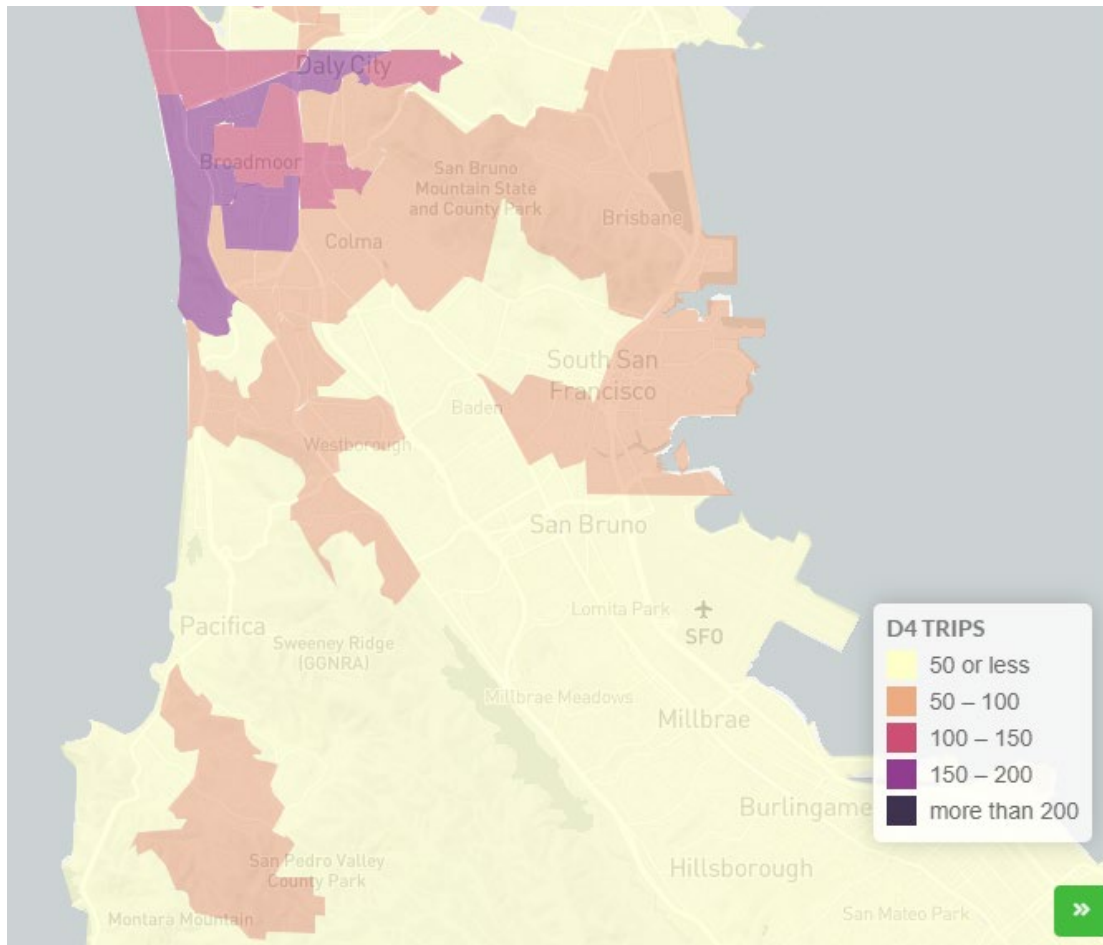 Daly City
Broadmoor
San Bruno
Mountain State
and County Park
Brisbane
Colma
South San
Francisco
Baden
Westborough
San Bruno
Lomita Park
SFO
Pacifica
Sweeney Ridge
(GGNRA)
Millbrae Meadows
Millbrae
Burlingame
Hillsborough
San Pedro Valley
County Park
Montara Mountain
San Mateo Park
D4 TRIPS
50 or less
50 – 100
100 – 150
150 – 200
more than 200
»